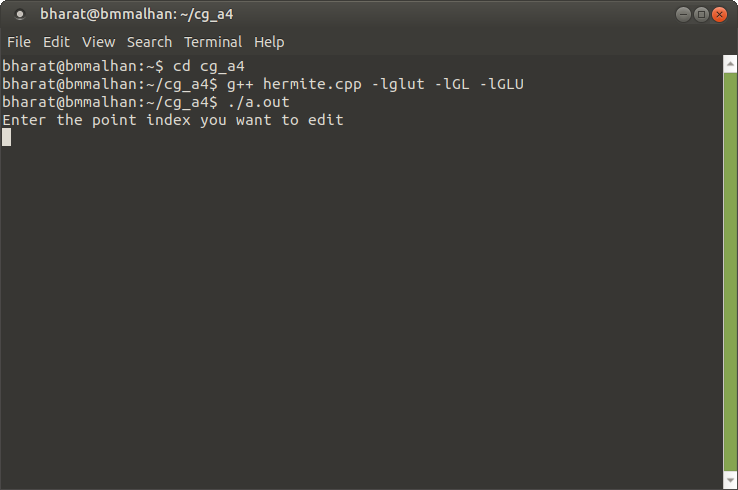 bharat@bmmalhan: ~/cg_a4
File Edit View Search Terminal Help
bharat@bmmalhan:~$ cd cg_a4
bharat@bmmalhan:~/cg_a4$ g++ hermite.cpp -lglut -lGL -lGLU
bharat@bmmalhan:~/cg_a4$ ./a.out
Enter the point index you want to edit